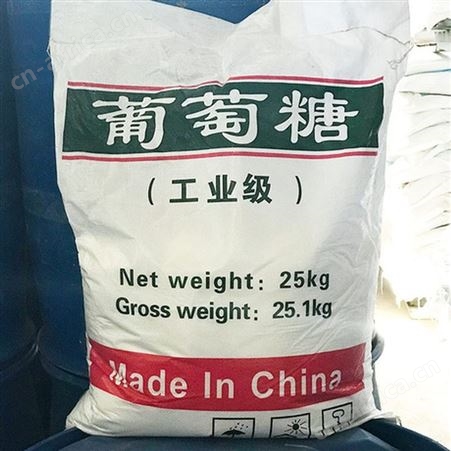 葡萄糖
（工业级）
Net weight: 25kg
Gross weight: 25.1kg
Made In China